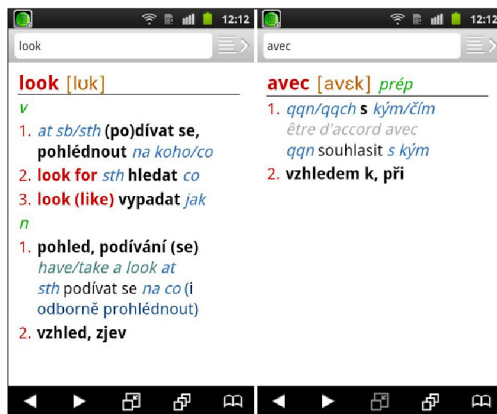 12:12
look
look [lʊk]
v
1. at sb/sth (po)dívat se,
pohlédnout na koho/co
2. look for sth hledat co
3. look (like) vypadat jak
n
1. pohled, podívání (se)
have/take a look at
sth podívat se na co (i
odborně prohlédnout)
2. vzhled, zjev
12:12
avec
avec [avɛk] prép
1. qqn/qqch s kým/čím
être d'accord avec
qqn souhlasit s kým
2. vzhledem k, při